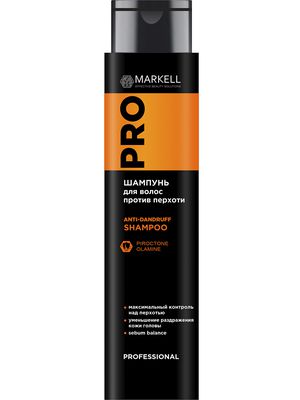 MARKELL
EFFECTIVE BEAUTY SOLUTIONS
PRO
ШАМПУНЬ
для волос
против перхоти
ANTI-DANDRUFF
SHAMPOO
PIROCTONE
OLAMINE
• максимальный контроль
над перхотью
• уменьшение раздражения
кожи головы
• sebum balance
PROFESSIONAL